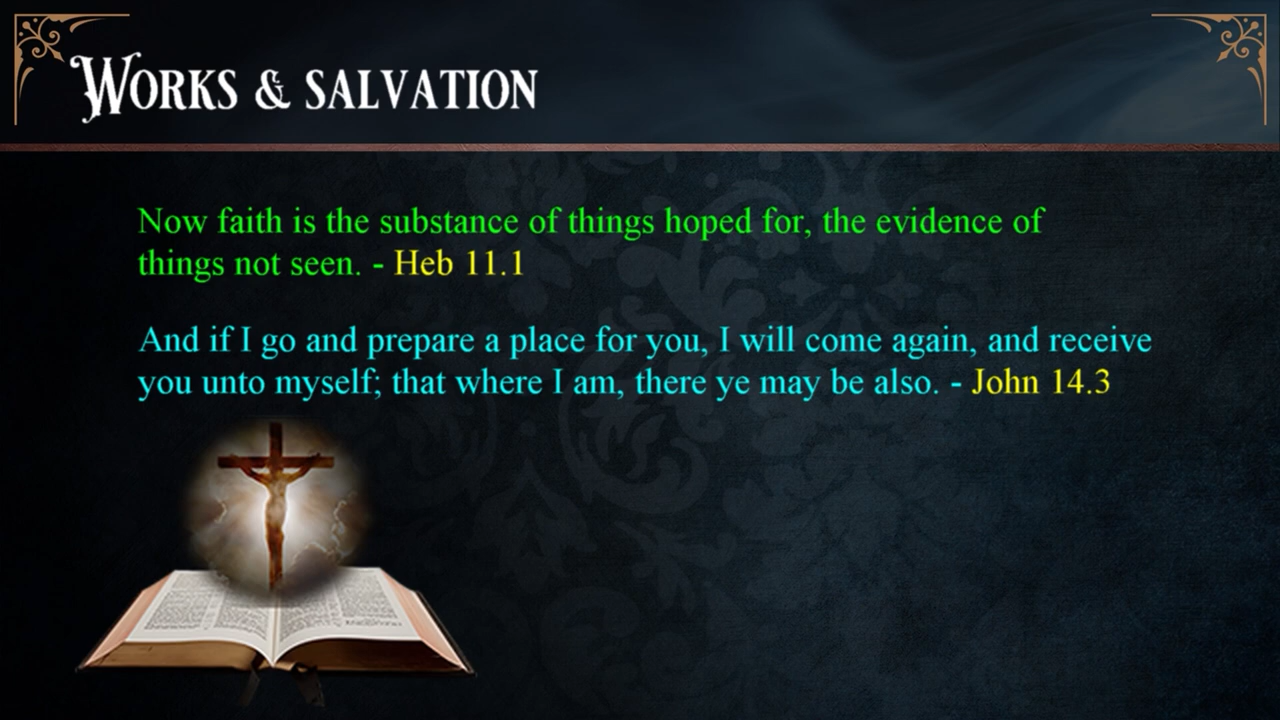 WORKS & SALVATION
Now faith is the substance of things hoped for, the evidence of
things not seen. - Heb 11.1
And if I go and prepare a place for you, I will come again, and receive
you unto myself; that where I am, there ye may be also. - John 14.3